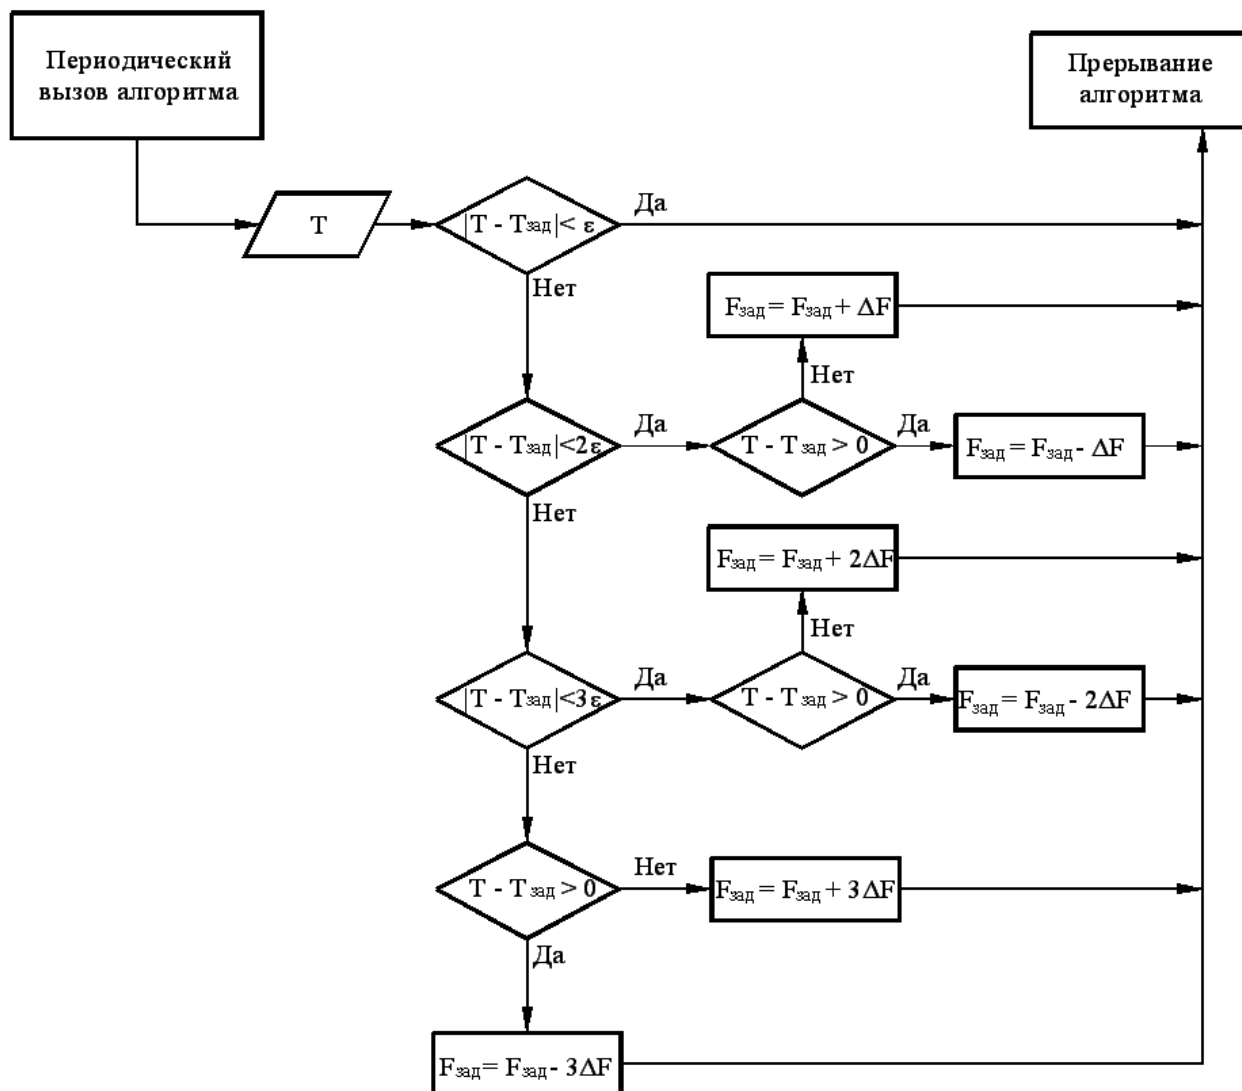 Периодический
вызов алгоритма
Прерывание
алгоритма
T
|T - Tзад|< ε
Да
Нет
Fзад= Fзад+ ΔF
Нет
|T - Tзад|<2ε
Да
T - Tзад > 0
Да
Fзад= Fзад- ΔF
Нет
Fзад= Fзад+ 2ΔF
Нет
|T - Tзад|<3ε
Да
T - Tзад > 0
Да
Fзад= Fзад- 2ΔF
Нет
T - Tзад > 0
Нет
Fзад= Fзад+ 3ΔF
Да
Fзад= Fзад- 3ΔF